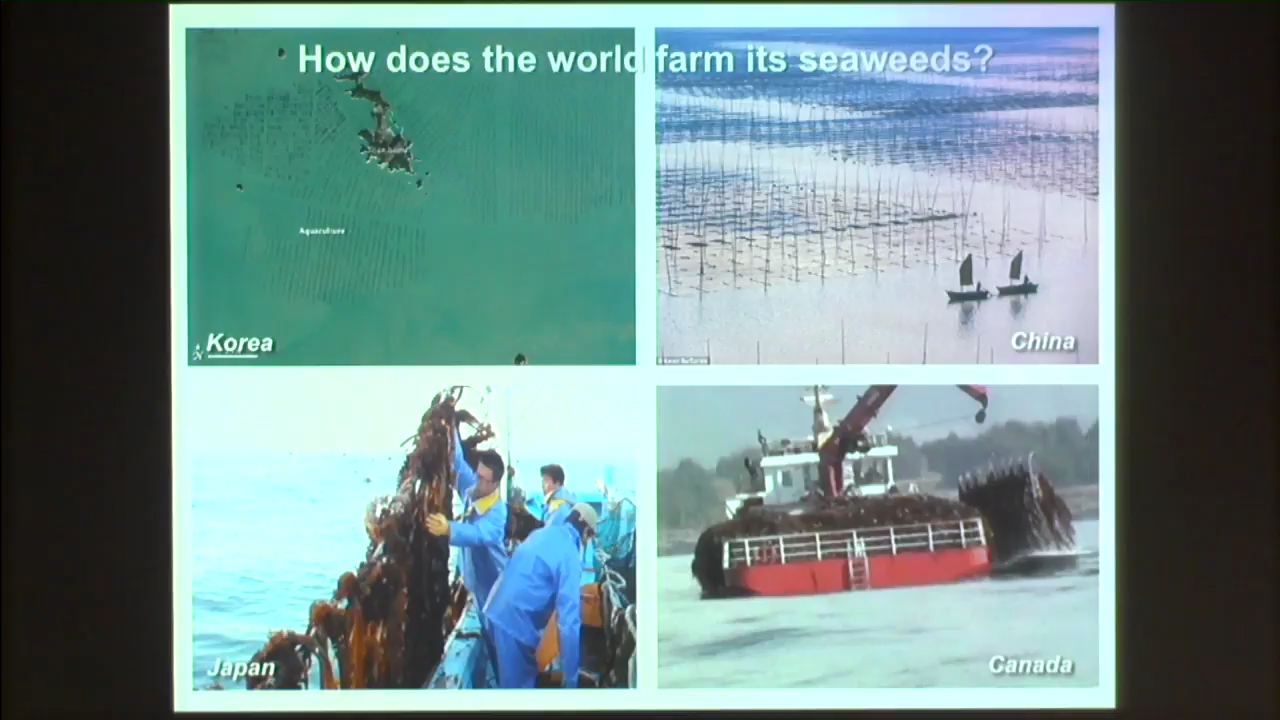 How does the world farm its seaweeds?
Aquaculture
Korea
China
Japan
Canada